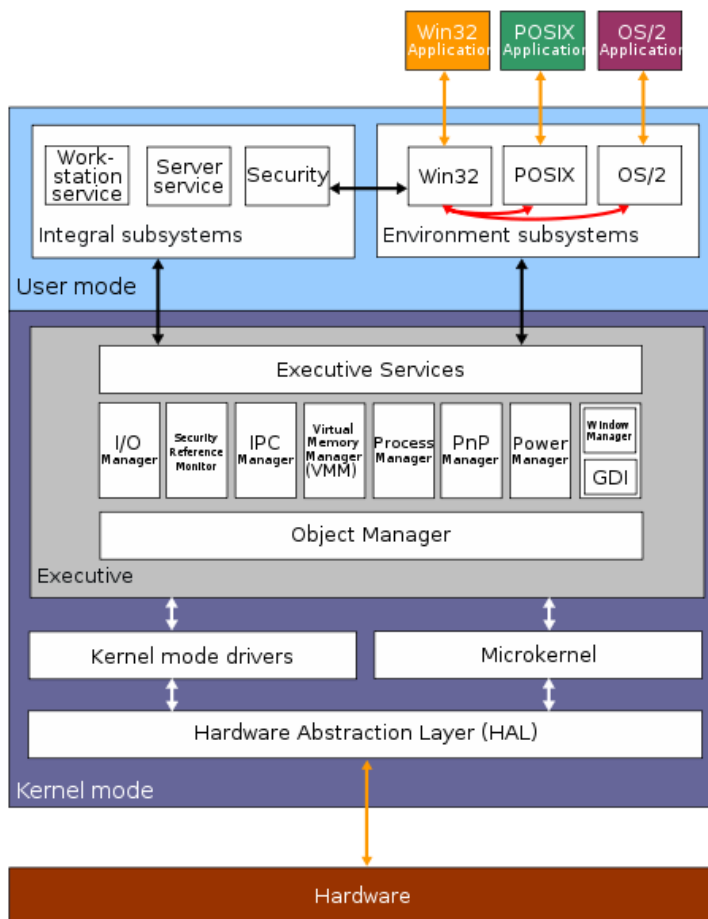 Win32
Application
POSIX
Application
OS/2
Application
Work-
station
service
Server
service
Security
Integral subsystems
Win32
POSIX
OS/2
Environment subsystems
User mode
Executive Services
I/O
Manager
Security
Reference
Monitor
IPC
Manager
Virtual
Memory
Manager
(VMM)
Process
Manager
PnP
Manager
Power
Manager
Window
Manager
GDI
Object Manager
Executive
Kernel mode drivers
Microkernel
Hardware Abstraction Layer (HAL)
Kernel mode
Hardware